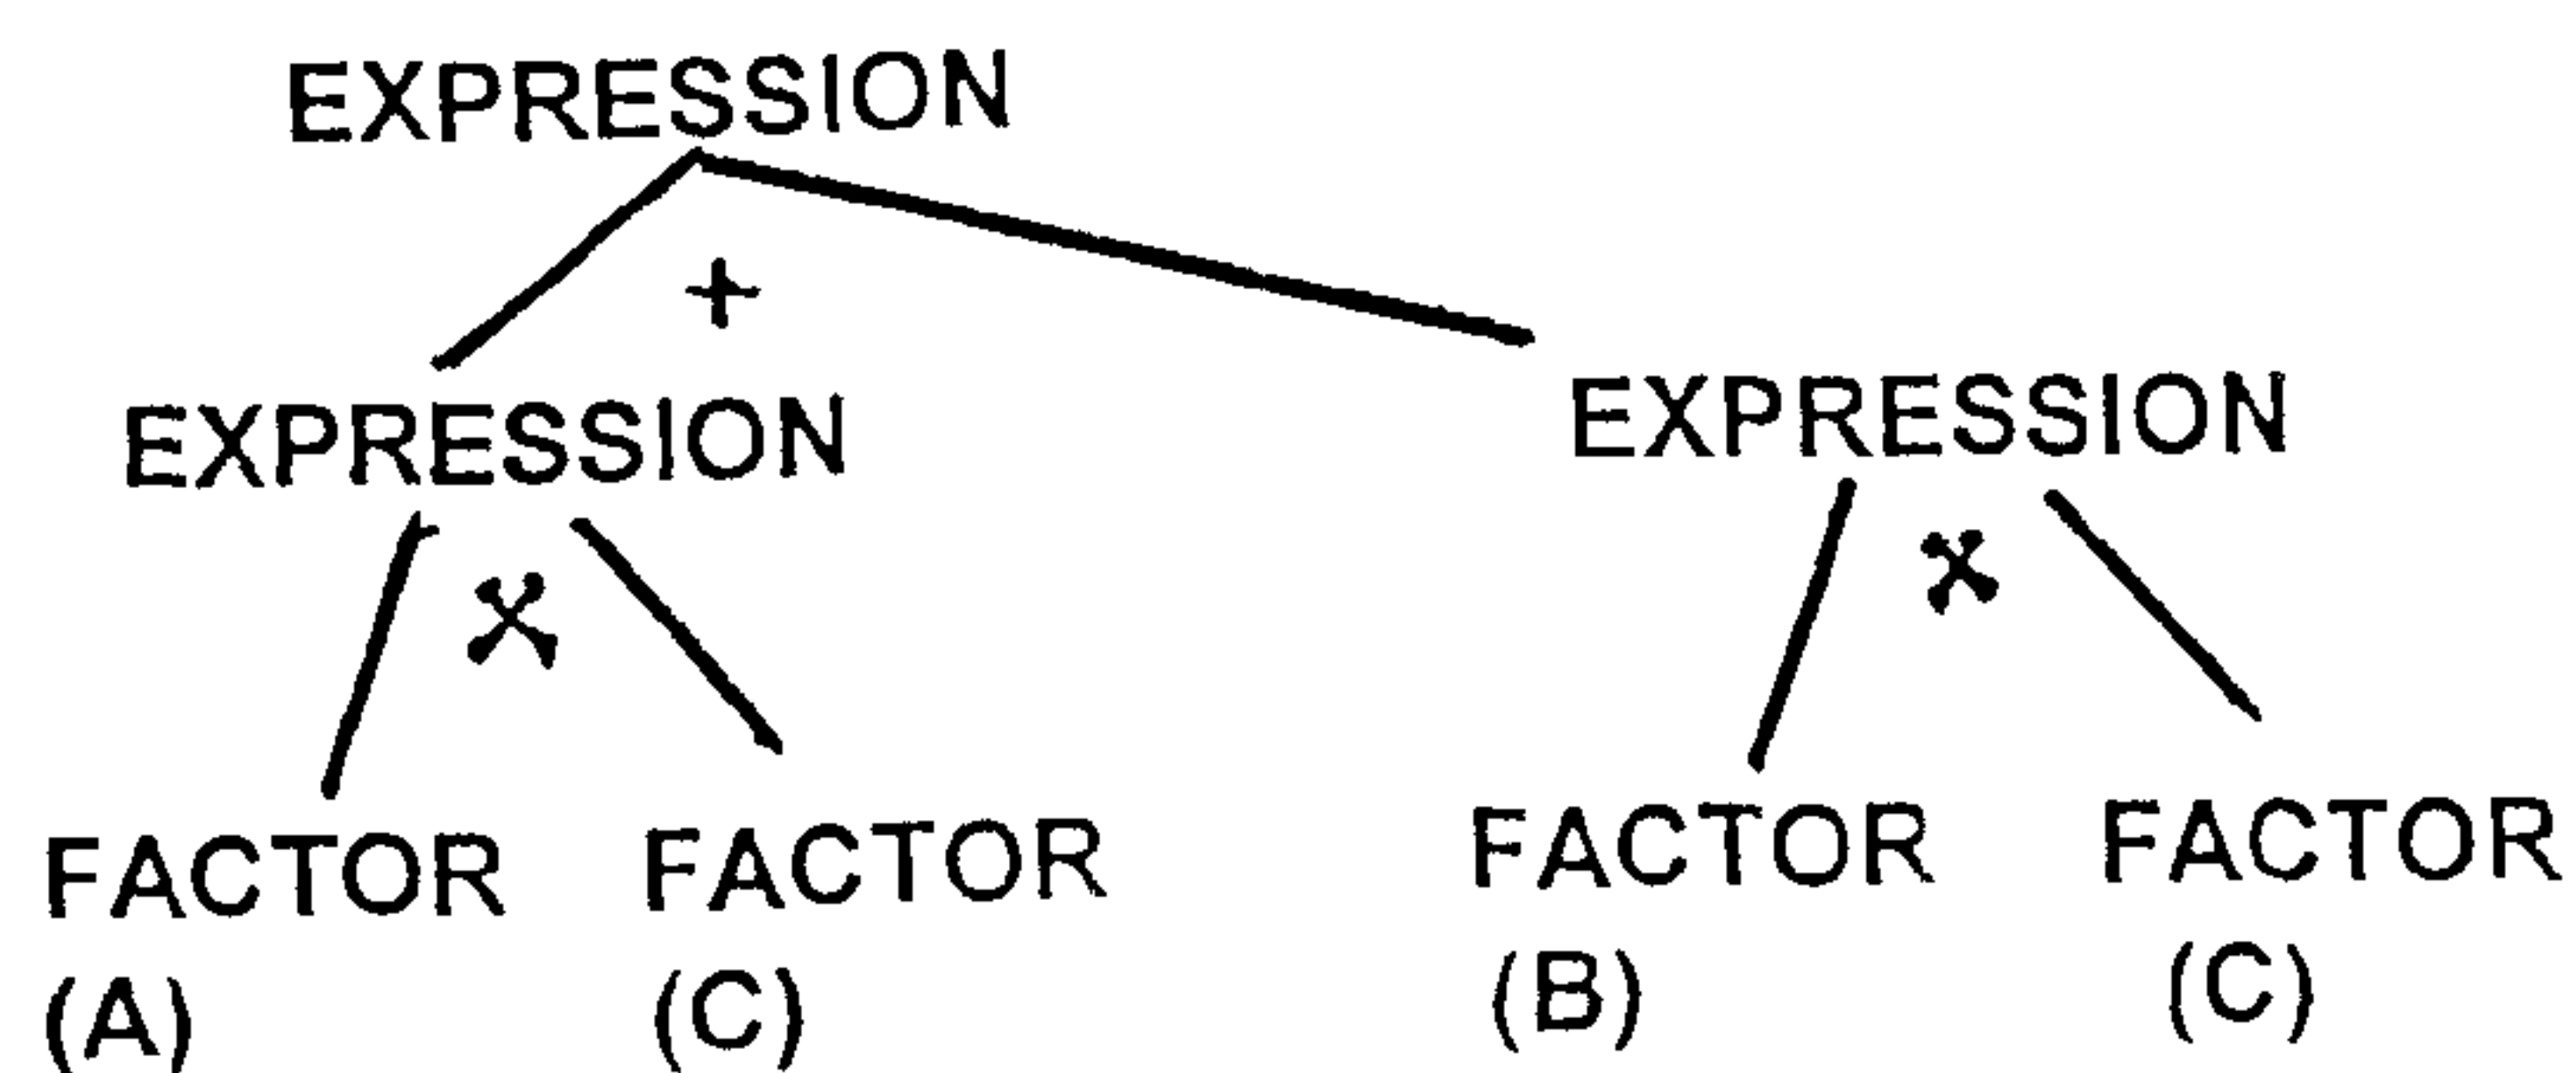 EXPRESSION
+
EXPRESSION EXPRESSION
× ×
FACTOR FACTOR FACTOR FACTOR
(A) (C) (B) (C)